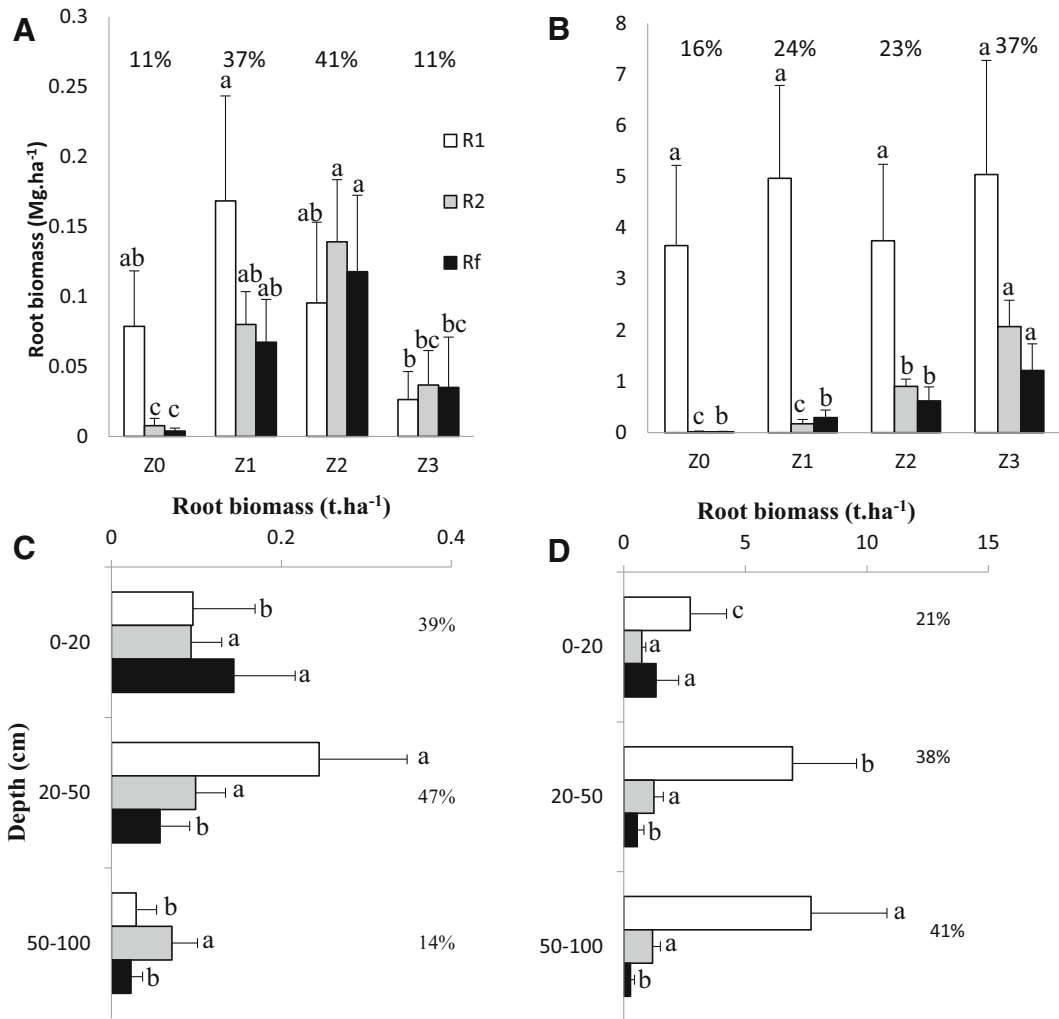 A
B
Root biomass (Mg.ha-1)
0.3
0.25
0.2
0.15
0.1
0.05
0
11% 37% 41% 11%
ab c c
a ab ab
ab a a
b bc bc
R1
R2
Rf
Z0 Z1 Z2 Z3
8
7
6
5
4
3
2
1
0
16% 24% 23% 37%
a c b
a c b
a b b
a a a
Z0 Z1 Z2 Z3
Root biomass (t.ha-1)
C
0 0.2 0.4
Depth (cm)
0-20
b
a
a
39%
20-50
a
a
b
47%
50-100
b
a
b
14%
Root biomass (t.ha-1)
D
0 5 10 15
0-20
c
a
a
21%
20-50
b
a
b
38%
50-100
a
a
b
41%